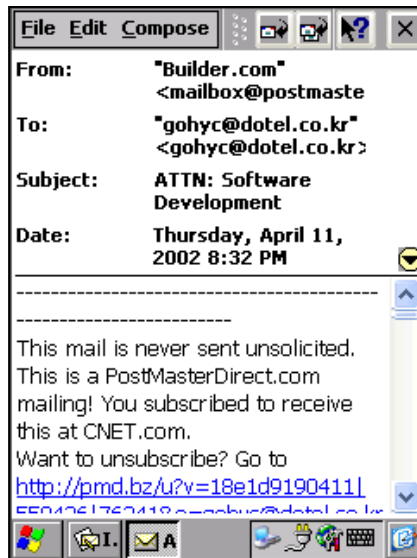 File Edit Compose
From: "Builder.com"
<mailbox@postmaste
To: "gohyc@dotel.co.kr"
<gohyc@dotel.co.kr>
Subject: ATTN: Software
Development
Date: Thursday, April 11,
2002 8:32 PM
------------------------------------------
-------------------------
This mail is never sent unsolicited.
This is a PostMasterDirect.com
mailing! You subscribed to receive
this at CNET.com.
Want to unsubscribe? Go to
http://pmd.bz/u?v=18e1d9190411|
I. A